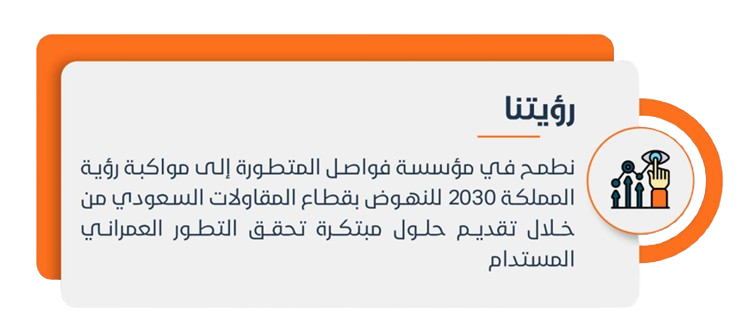 رؤيتنا
نطمح في مؤسسة فواصل المتطورة إلى مواكبة رؤية
المملكة 2030 للنهوض بقطاع المقاولات السعودي من
خلال تقديم حلول مبتكرة تحقق التطور العمراني
المستدام